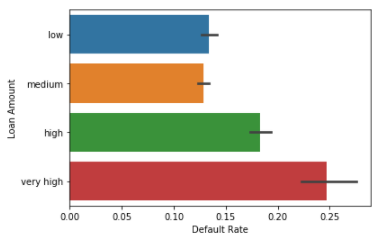 Loan Amount
low
medium
high
very high
0.00 0.05 0.10 0.15 0.20 0.25
Default Rate